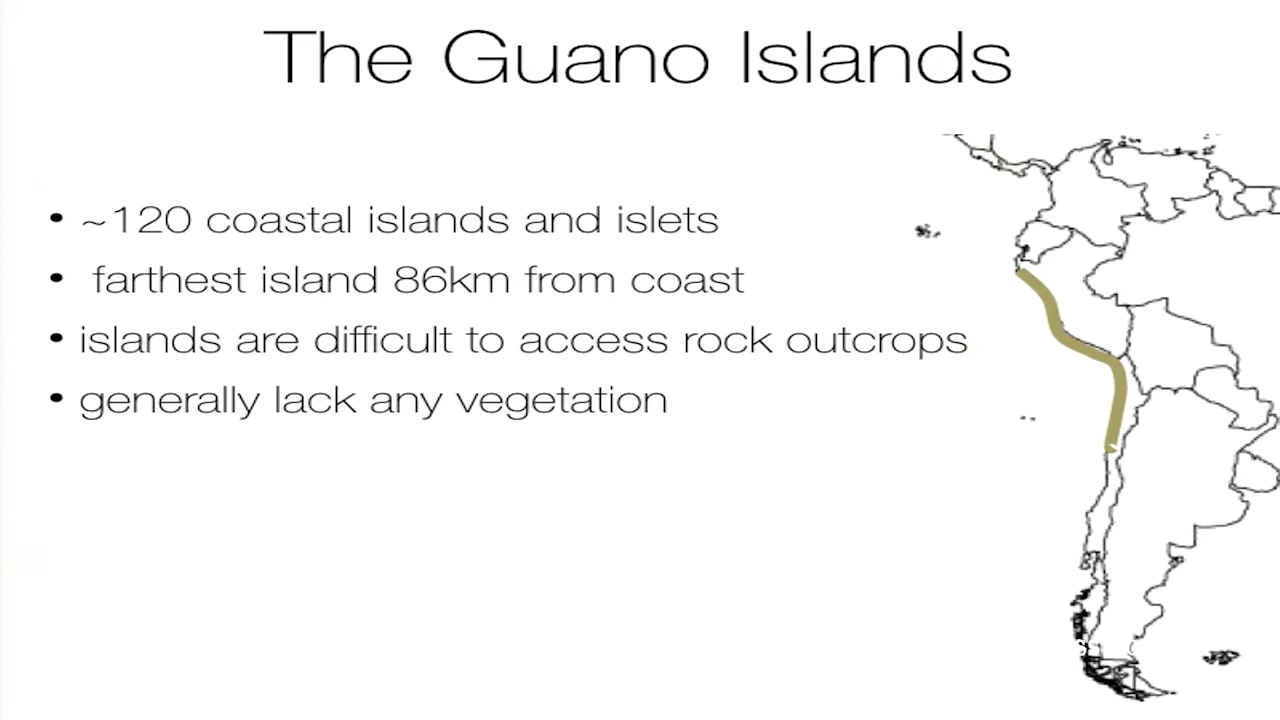 The Guano Islands
• ~120 coastal islands and islets
• farthest island 86km from coast
• islands are difficult to access rock outcrops
• generally lack any vegetation